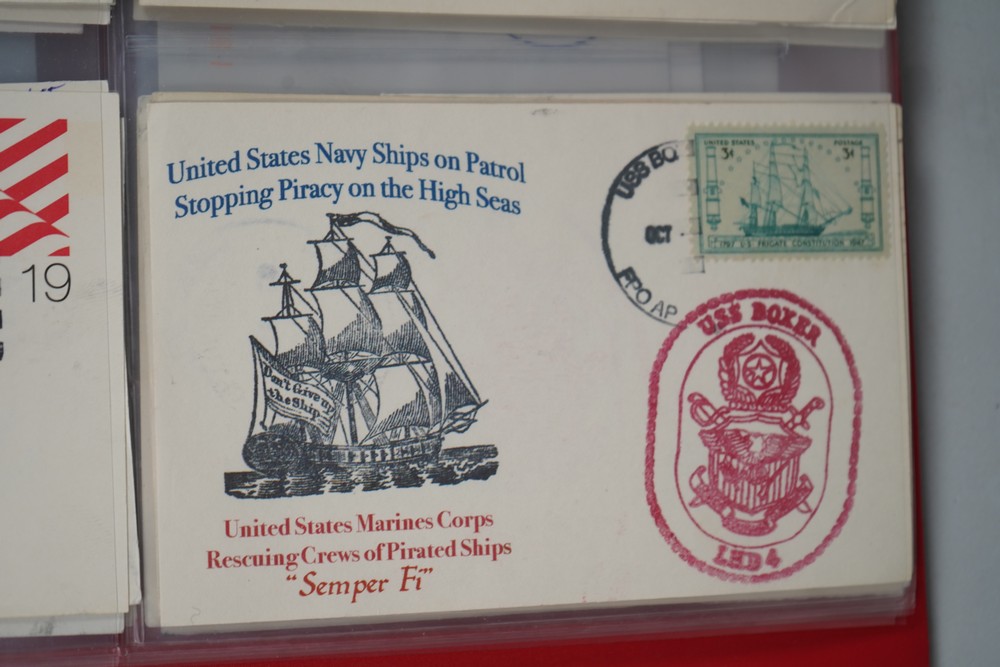 United States Navy Ships on Patrol
Stopping Piracy on the High Seas
Don't Give up
the Ship
United States Marines Corps
Rescuing Crews of Pirated Ships
"Semper Fi"
USS BO
OCT
FPO AP
UNITED STATES POSTAGE
3¢ 3¢
1797 U.S. FRIGATE CONSTITUTION 1947
USS BOXER
LHD 4
19